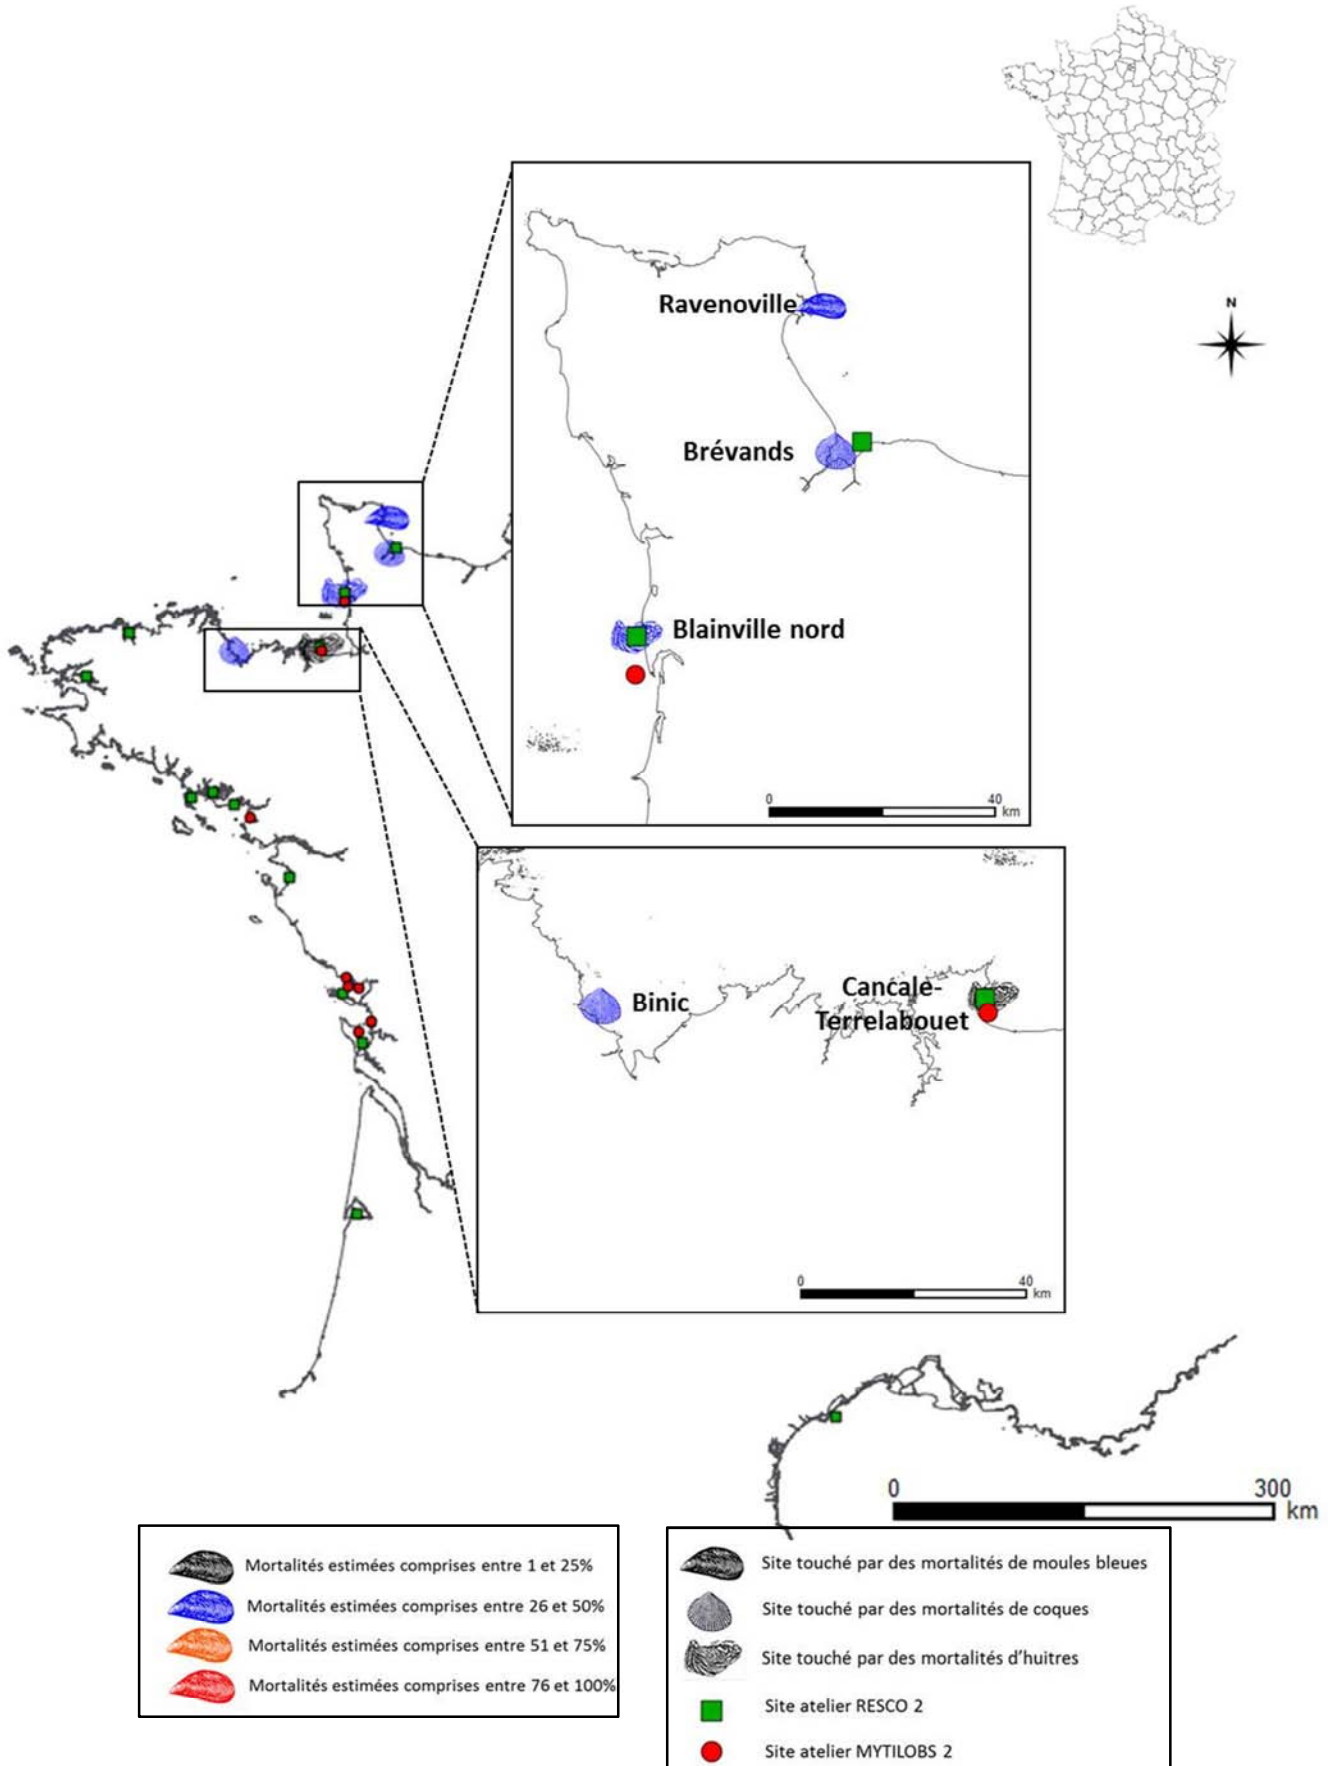 N
Ravenoville
Brévands
Blainville nord
0 40
km
Binic
Cancale-
Terrelabouet
0 40
km
0 300
km
Mortalités estimées comprises entre 1 et 25%
Mortalités estimées comprises entre 26 et 50%
Mortalités estimées comprises entre 51 et 75%
Mortalités estimées comprises entre 76 et 100%
Site touché par des mortalités de moules bleues
Site touché par des mortalités de coques
Site touché par des mortalités d'huitres
Site atelier RESCO 2
Site atelier MYTILOBS 2